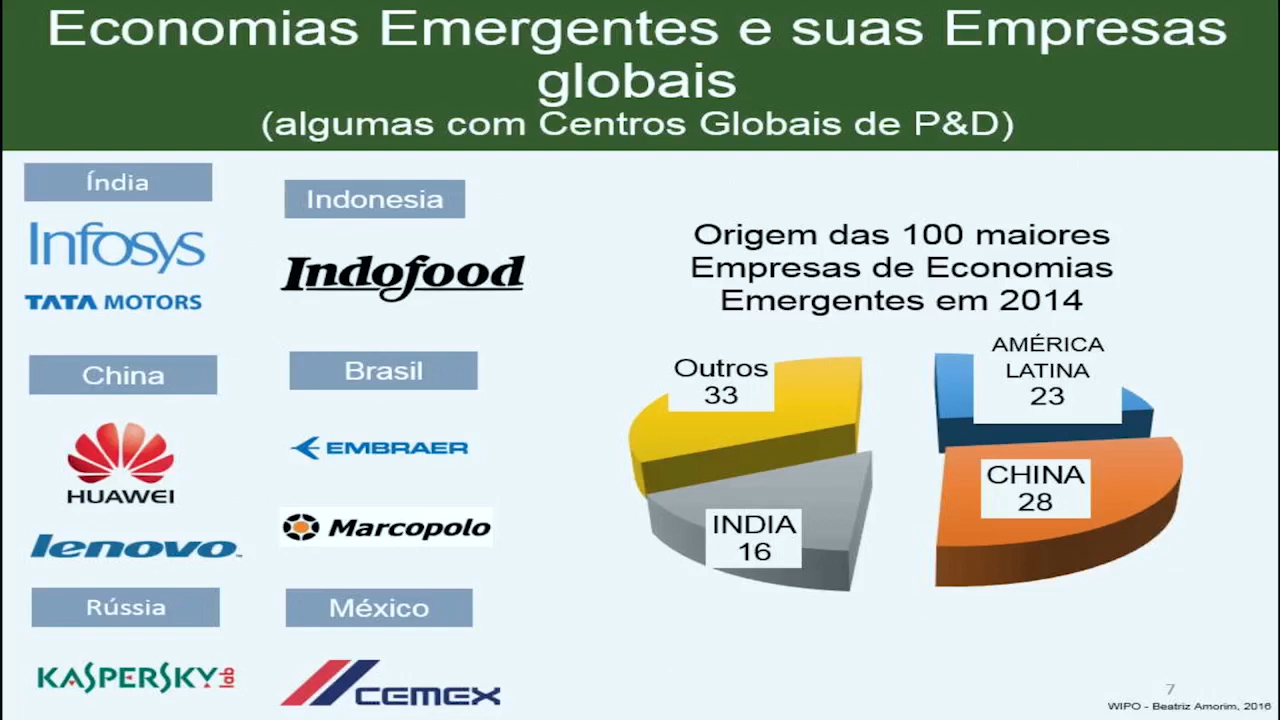 Economias Emergentes e suas Empresas
globais
(algumas com Centros Globais de P&D)
Índia
Infosys
TATA MOTORS
Indonesia
Indofood
China
HUAWEI
lenovo
Brasil
EMBRAER
Marcopolo
Rússia
KASPERSKY lab
México
CEMEX
Origem das 100 maiores
Empresas de Economias
Emergentes em 2014
Outros
33
AMÉRICA
LATINA
23
CHINA
28
INDIA
16
7
WIPO - Beatriz Amorim, 2016